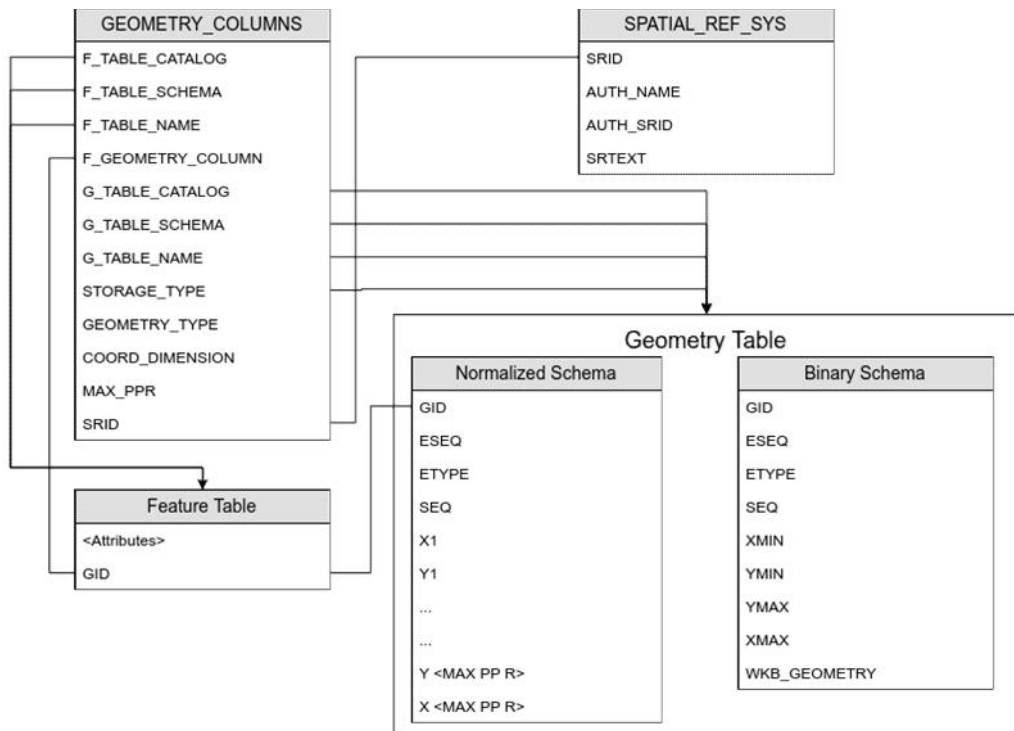 GEOMETRY_COLUMNS
F_TABLE_CATALOG
F_TABLE_SCHEMA
F_TABLE_NAME
F_GEOMETRY_COLUMN
G_TABLE_CATALOG
G_TABLE_SCHEMA
G_TABLE_NAME
STORAGE_TYPE
GEOMETRY_TYPE
COORD_DIMENSION
MAX_PPR
SRID
SPATIAL_REF_SYS
SRID
AUTH_NAME
AUTH_SRID
SRTEXT
Feature Table
<Attributes>
GID
Geometry Table
Normalized Schema
GID
ESEQ
ETYPE
SEQ
X1
Y1
...
...
Y <MAX PP R>
X <MAX PP R>
Binary Schema
GID
ESEQ
ETYPE
SEQ
XMIN
YMIN
YMAX
XMAX
WKB_GEOMETRY